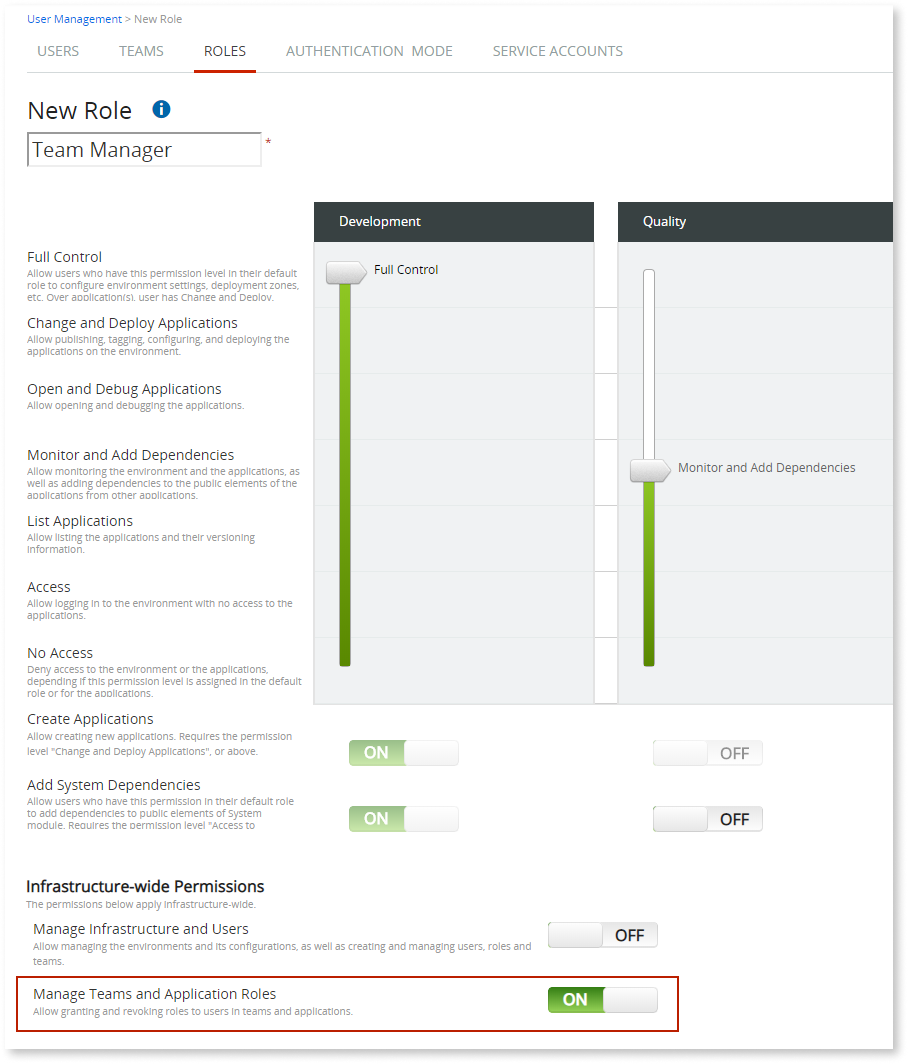 User Management > New Role
USERS TEAMS ROLES AUTHENTICATION MODE SERVICE ACCOUNTS
New Role
Team Manager *
Development Quality
Full Control
Allow users who have this permission level in their default
role to configure environment settings, deployment zones,
etc. Over application(s), user has Change and Deploy.
Full Control
Change and Deploy Applications
Allow publishing, tagging, configuring, and deploying the
applications on the environment.
Open and Debug Applications
Allow opening and debugging the applications.
Monitor and Add Dependencies
Allow monitoring the environment and the applications, as
well as adding dependencies to the public elements of the
applications from other applications.
Monitor and Add Dependencies
List Applications
Allow listing the applications and their versioning
information.
Access
Allow logging in to the environment with no access to the
applications.
No Access
Deny access to the environment or the applications,
depending if this permission level is assigned in the default
role or for the applications.
Create Applications
Allow creating new applications. Requires the permission
level "Change and Deploy Applications", or above.
ON OFF
Add System Dependencies
Allow users who have this permission in their default role
to add dependencies to public elements of System
module. Requires the permission level "Access to
ON OFF
Infrastructure-wide Permissions
The permissions below apply infrastructure-wide.
Manage Infrastructure and Users
Allow managing the environments and its configurations, as well as creating and managing users, roles and
teams.
OFF
Manage Teams and Application Roles
Allow granting and revoking roles to users in teams and applications.
ON